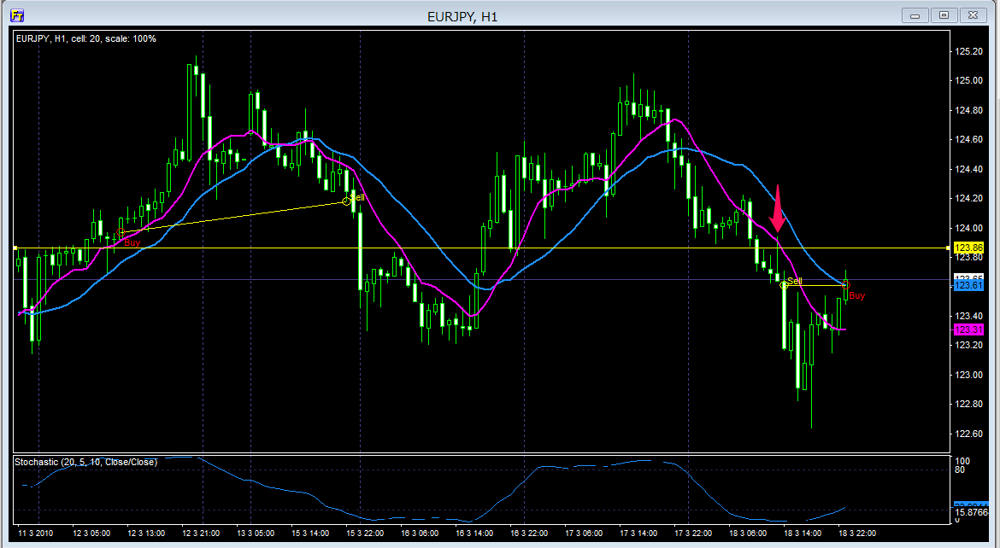 FT
EURJPY, H1
EURJPY, H1, cell: 20, scale: 100%
125.20
125.00
124.80
124.60
124.40
124.20
124.00
123.86
123.80
123.61
123.40
123.31
123.20
123.00
122.80
122.60
Buy
Sell
Sell
Buy
Stochastic (20, 5, 10, Close/Close)
100
80
15.8766
0
11 3 2010
12 3 05:00
12 3 13:00
12 3 21:00
13 3 05:00
15 3 14:00
15 3 22:00
16 3 06:00
16 3 14:00
16 3 22:00
17 3 06:00
17 3 14:00
17 3 22:00
18 3 06:00
18 3 14:00
18 3 22:00